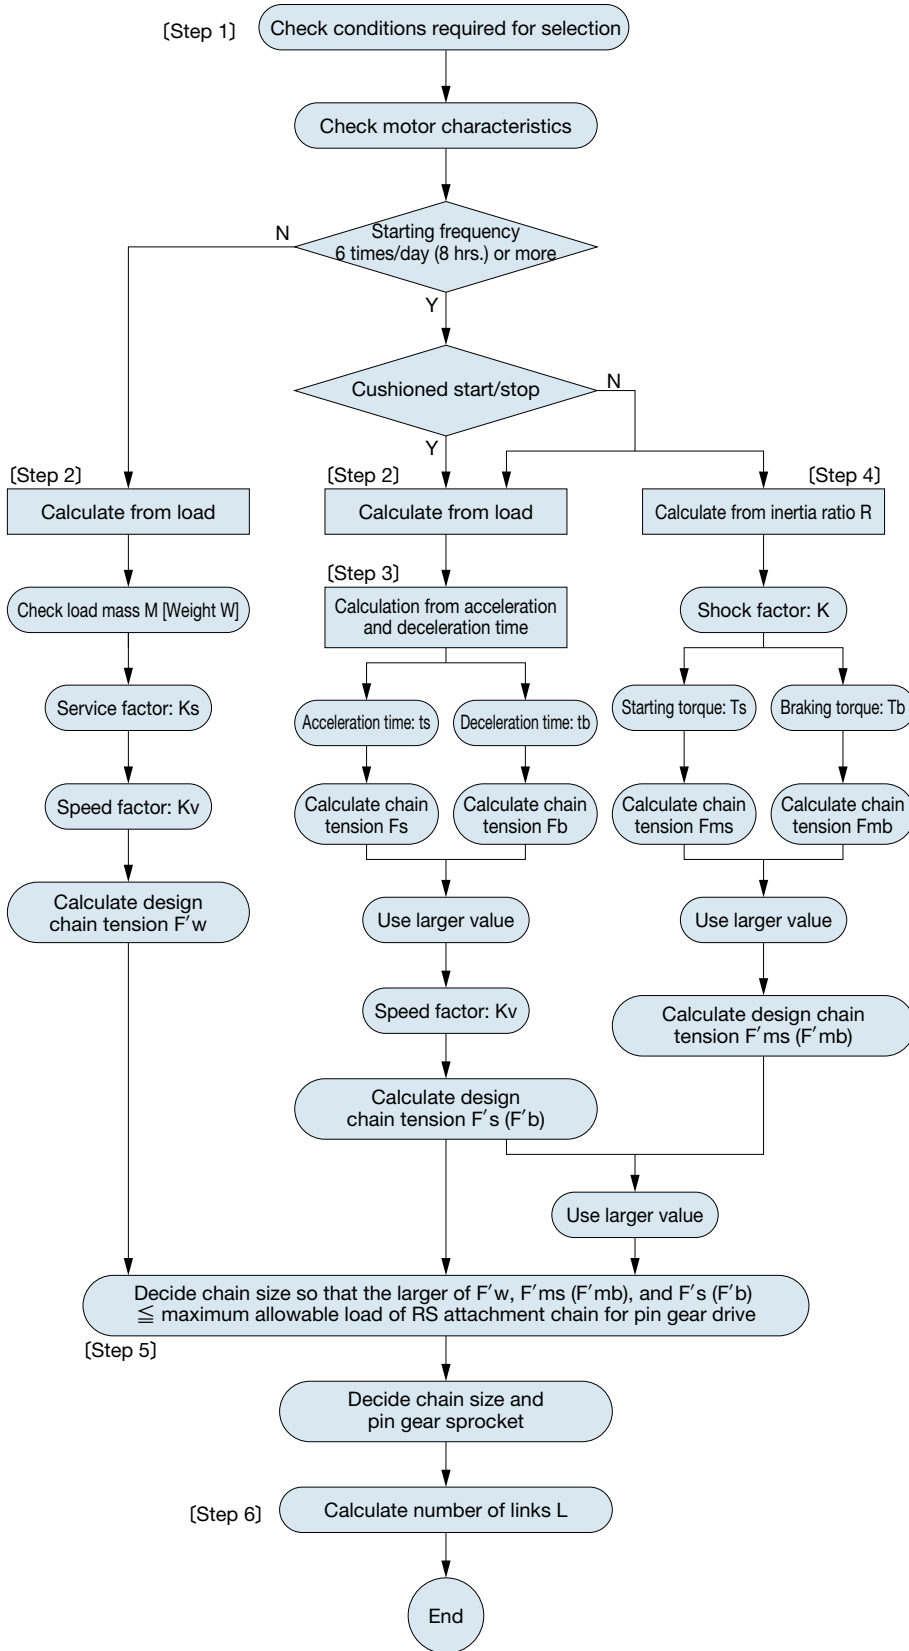 〔Step 1〕
Check conditions required for selection
Check motor characteristics
Starting frequency
6 times/day (8 hrs.) or more
N
Y
Cushioned start/stop
N
Y
〔Step 2〕
Calculate from load
〔Step 2〕
Calculate from load
〔Step 4〕
Calculate from inertia ratio R
〔Step 3〕
Calculation from acceleration
and deceleration time
Check load mass M [Weight W]
Shock factor: K
Service factor: Ks
Acceleration time: ts
Deceleration time: tb
Starting torque: Ts
Braking torque: Tb
Speed factor: Kv
Calculate chain
tension Fs
Calculate chain
tension Fb
Calculate chain
tension Fms
Calculate chain
tension Fmb
Calculate design
chain tension F′w
Use larger value
Use larger value
Speed factor: Kv
Calculate design chain
tension F′ms (F′mb)
Calculate design
chain tension F′s (F′b)
Use larger value
Decide chain size so that the larger of F′w, F′ms (F′mb), and F′s (F′b)
≦ maximum allowable load of RS attachment chain for pin gear drive
〔Step 5〕
Decide chain size and
pin gear sprocket
〔Step 6〕
Calculate number of links L
End